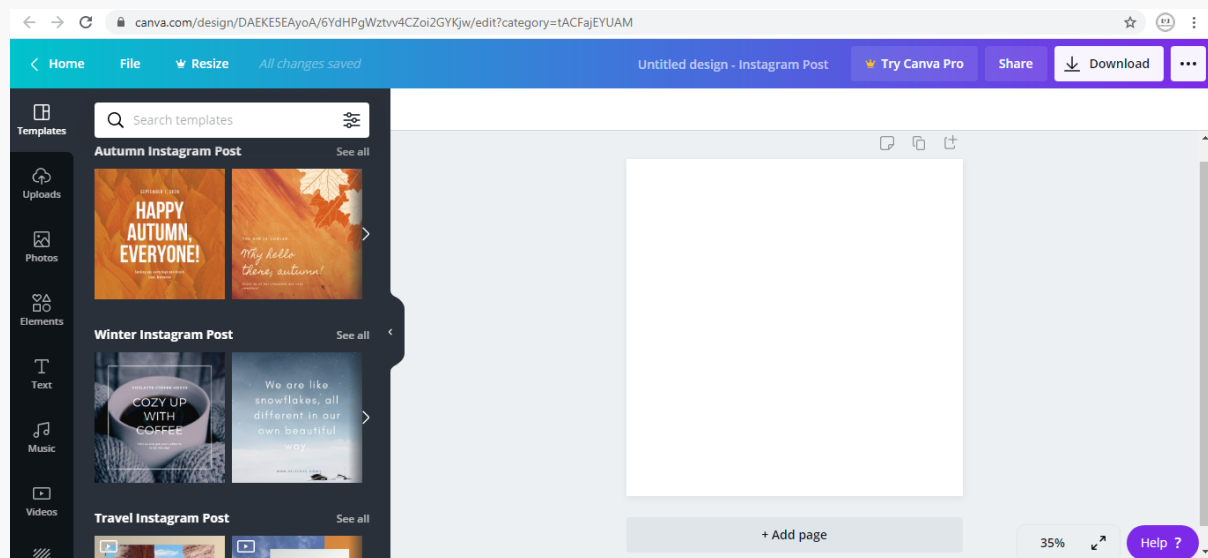 canva.com/design/DAEKE5EAyoA/6YdHPgWztvv4CZoi2GYKjw/edit?category=tACFajEYUAM
Home File Resize All changes saved Untitled design - Instagram Post Try Canva Pro Share Download
Templates
Uploads
Photos
Elements
Text
Music
Videos
Search templates
Autumn Instagram Post See all
SEPTEMBER 1, 2020
HAPPY
AUTUMN,
EVERYONE!
Why hello
there, autumn!
Winter Instagram Post See all
COZY UP
WITH
COFFEE
We are like
snowflakes, all
different in our
own beautiful
way.
Travel Instagram Post See all
+ Add page
35%
Help ?